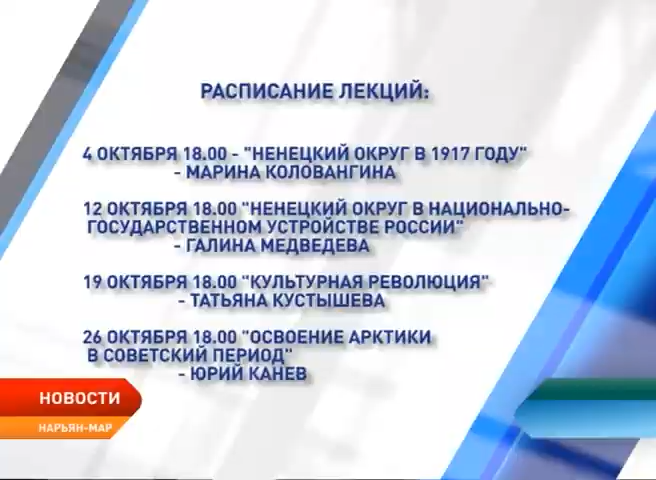 РАСПИСАНИЕ ЛЕКЦИЙ:
4 ОКТЯБРЯ 18.00 - "НЕНЕЦКИЙ ОКРУГ В 1917 ГОДУ"
- МАРИНА КОЛОВАНГИНА
12 ОКТЯБРЯ 18.00 "НЕНЕЦКИЙ ОКРУГ В НАЦИОНАЛЬНО-
ГОСУДАРСТВЕННОМ УСТРОЙСТВЕ РОССИИ"
- ГАЛИНА МЕДВЕДЕВА
19 ОКТЯБРЯ 18.00 "КУЛЬТУРНАЯ РЕВОЛЮЦИЯ"
- ТАТЬЯНА КУСТЫШЕВА
26 ОКТЯБРЯ 18.00 "ОСВОЕНИЕ АРКТИКИ
В СОВЕТСКИЙ ПЕРИОД"
- ЮРИЙ КАНЕВ
НОВОСТИ
НАРЬЯН-МАР